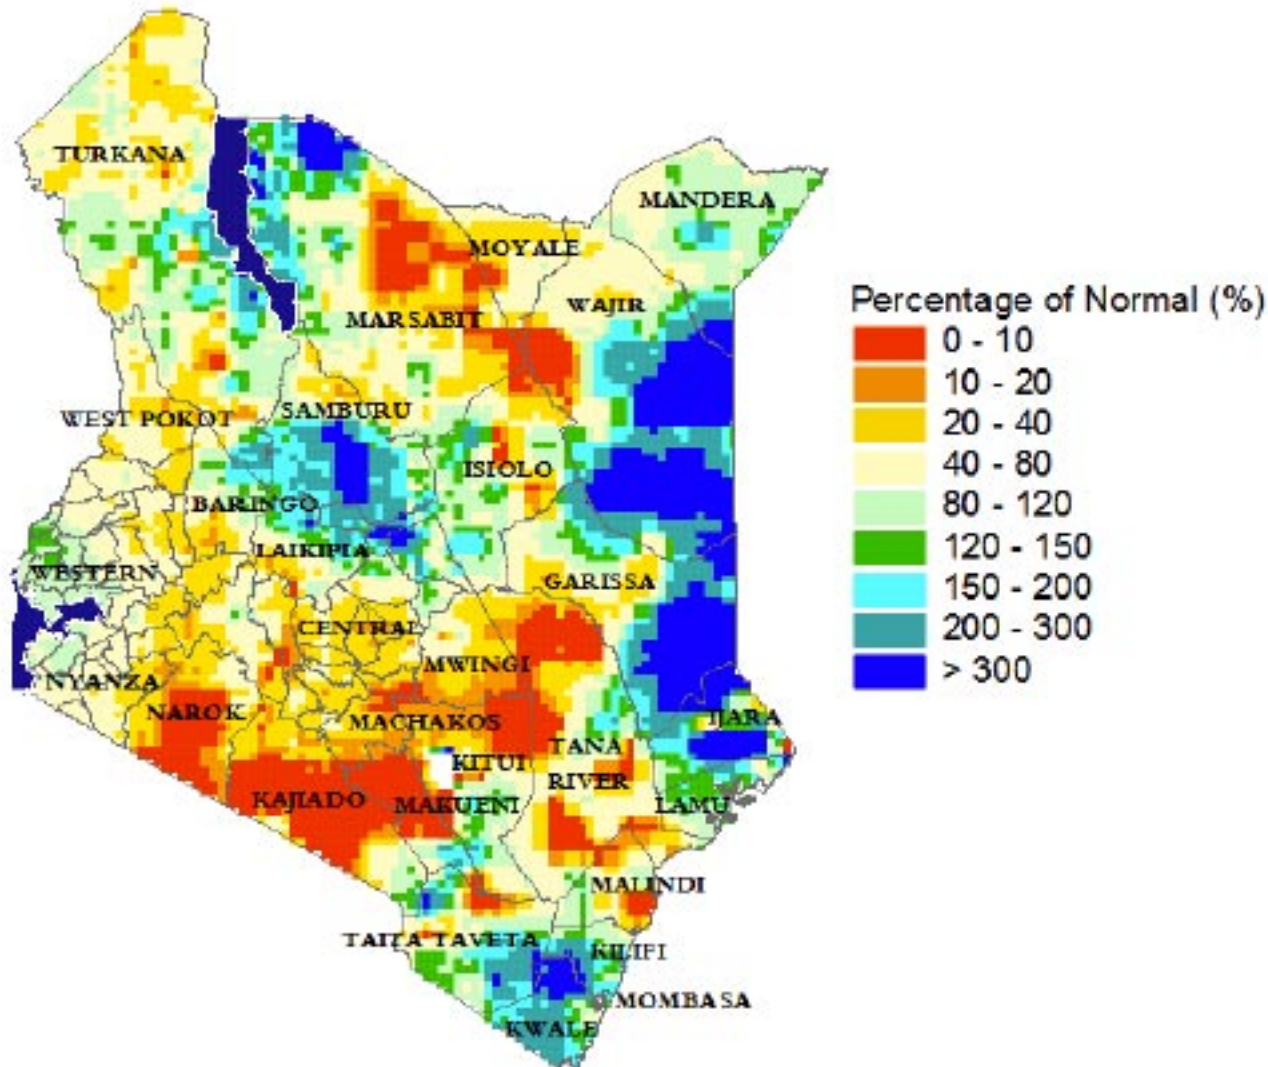 TURKANA
MANDERA
MOYALE
WAJIR
MARSABIT
SAMBURU
WEST POKOT
ISIOLO
BARINGO
LAIKIPIA
WESTERN
GARISSA
CENTRAL
MWINGI
NYANZA
NAROK
MACHAKOS
IJARA
TANA
RIVER
KITUI
KAJIADO
MAKUENI
LAMU
MALINDI
TAITA TAVETA
KILIFI
MOMBASA
KWALE
Percentage of Normal (%)
0 - 10
10 - 20
20 - 40
40 - 80
80 - 120
120 - 150
150 - 200
200 - 300
> 300